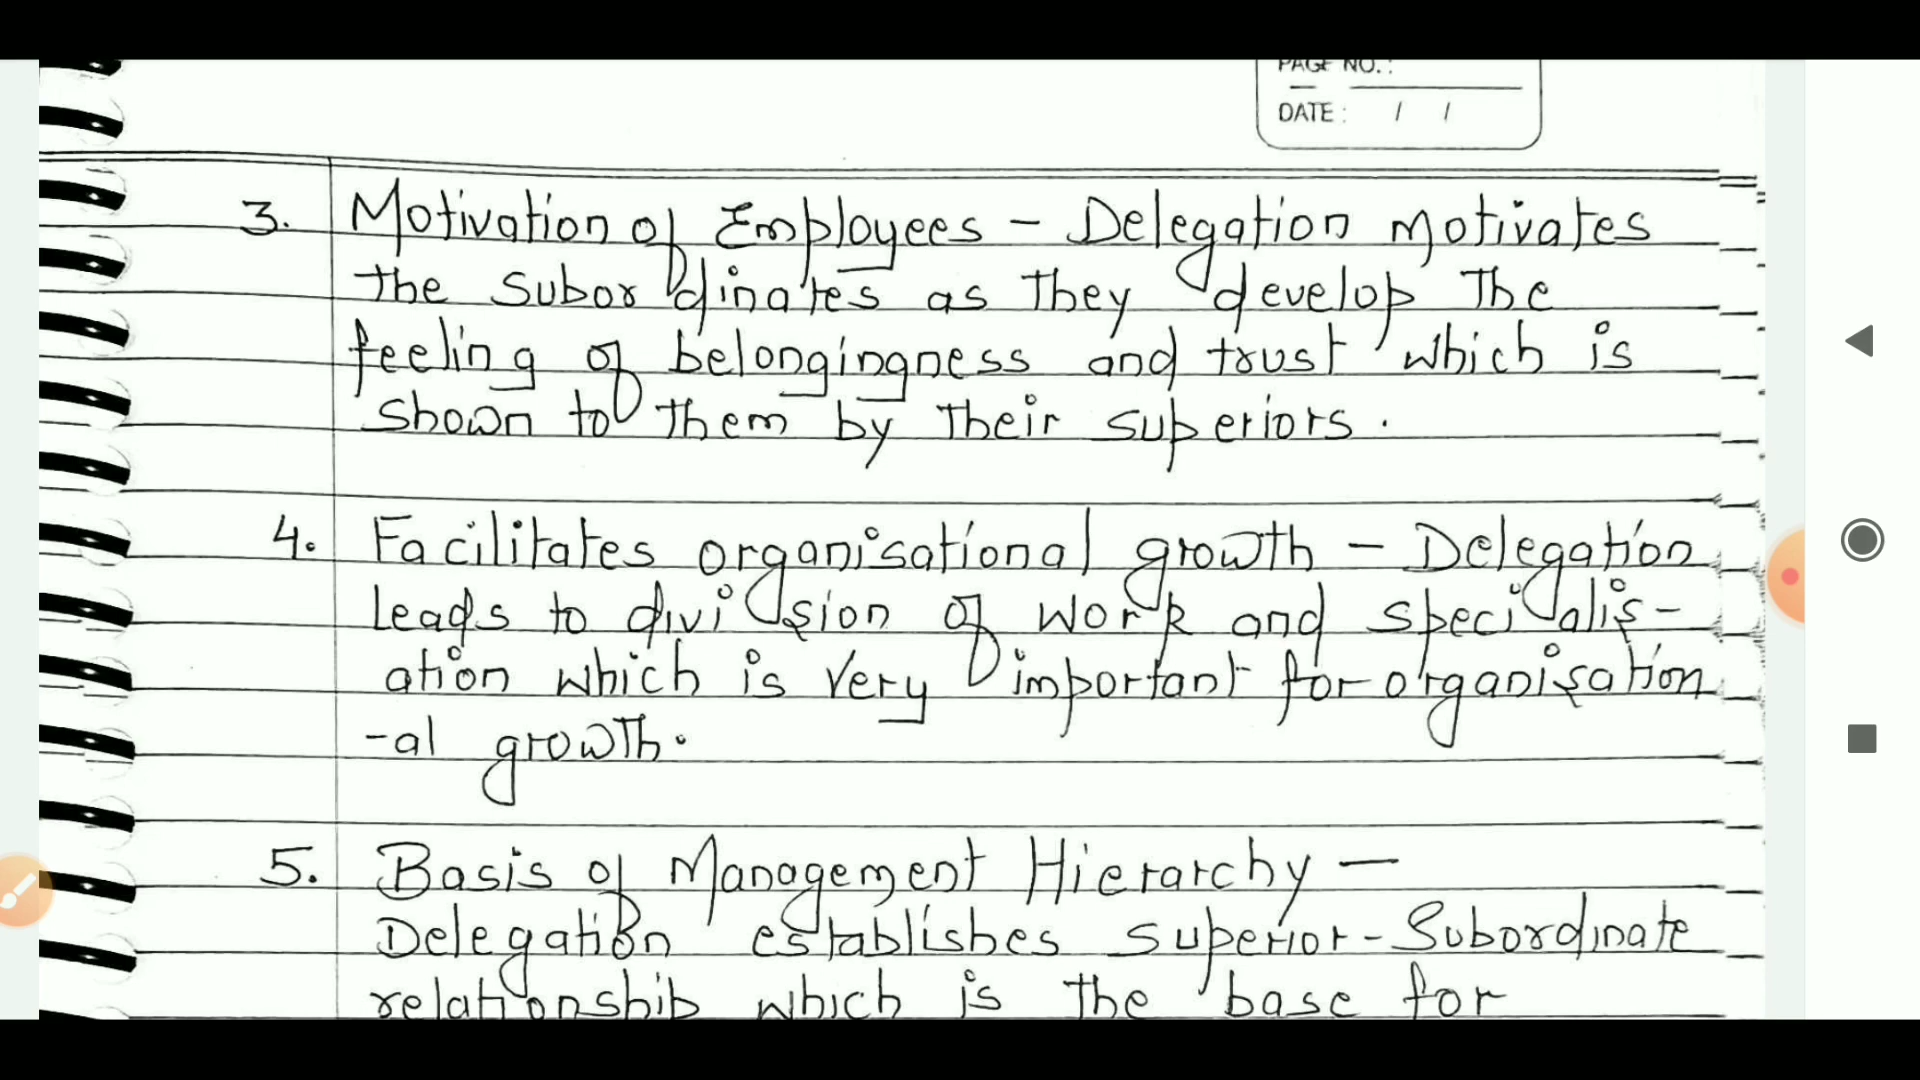 PAGE NO.:
DATE: / /
3. Motivation of Employees - Delegation motivates
the subordinates as they develop the
feeling of belongingness and trust which is
shown to them by their superiors.
4. Facilitates organisational growth - Delegation
leads to division of work and specialis-
ation which is very important for organisation
-al growth.
5. Basis of Management Hierarchy -
Delegation establishes superior-Subordinate
relationship which is the base for